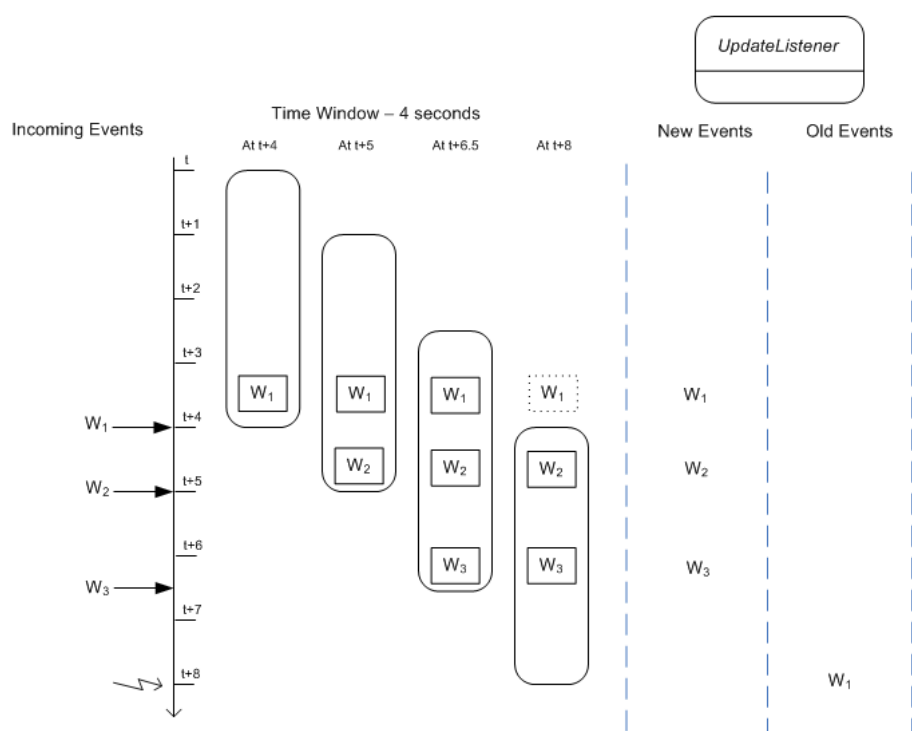 UpdateListener
Time Window – 4 seconds
Incoming Events
New Events
Old Events
At t+4
At t+5
At t+6.5
At t+8
t
t+1
t+2
t+3
W₁
W₁
W₁
W₁
W₁
t+4
W₁
W₂
W₂
W₂
W₂
t+5
W₂
t+6
W₃
W₃
W₃
W₃
t+7
t+8
W₁